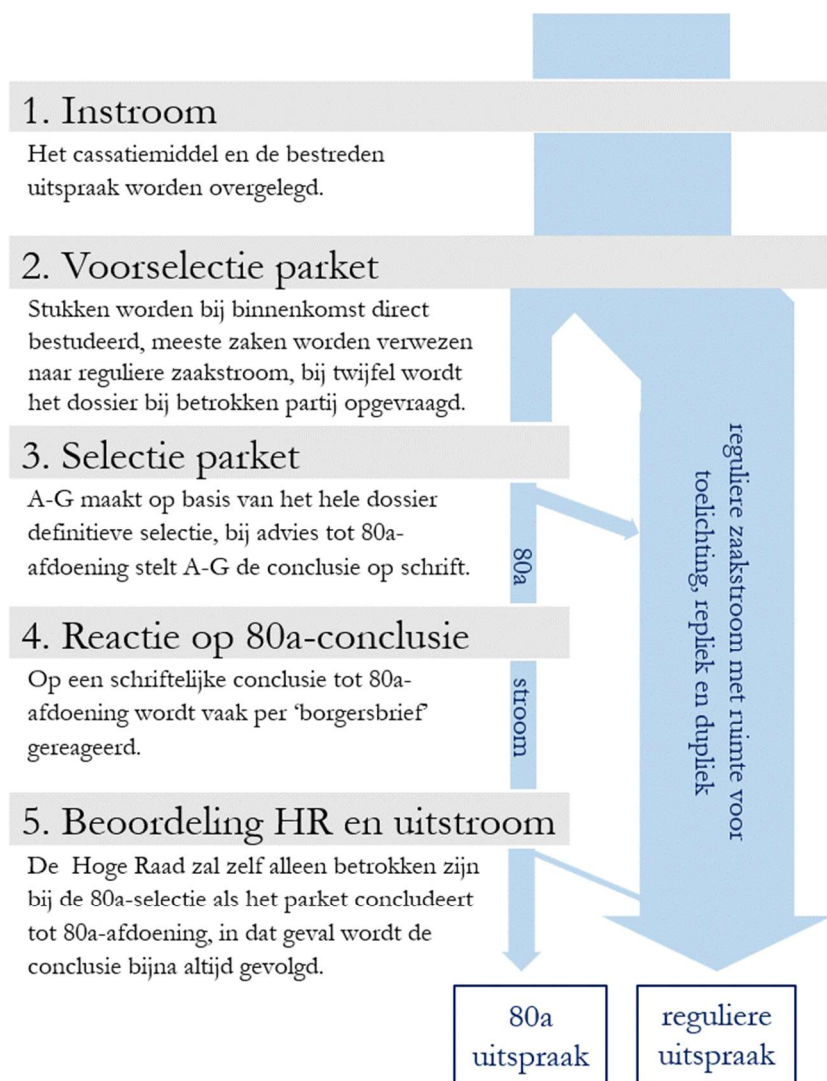 1. Instroom
Het cassatiemiddel en de bestreden
uitspraak worden overgelegd.
2. Voorselectie parket
Stukken worden bij binnenkomst direct
bestudeerd, meeste zaken worden verwezen
naar reguliere zaakstroom, bij twijfel wordt
het dossier bij betrokken partij opgevraagd.
3. Selectie parket
A-G maakt op basis van het hele dossier
definitieve selectie, bij advies tot 80a-
afdoening stelt A-G de conclusie op schrift.
4. Reactie op 80a-conclusie
Op een schriftelijke conclusie tot 80a-
afdoening wordt vaak per ‘borgersbrief’
gereageerd.
5. Beoordeling HR en uitstroom
De Hoge Raad zal zelf alleen betrokken zijn
bij de 80a-selectie als het parket concludeert
tot 80a-afdoening, in dat geval wordt de
conclusie bijna altijd gevolgd.
80a
stroom
reguliere zaakstroom met ruimte voor
toelichting, repliek en dupliek
80a
uitspraak
reguliere
uitspraak